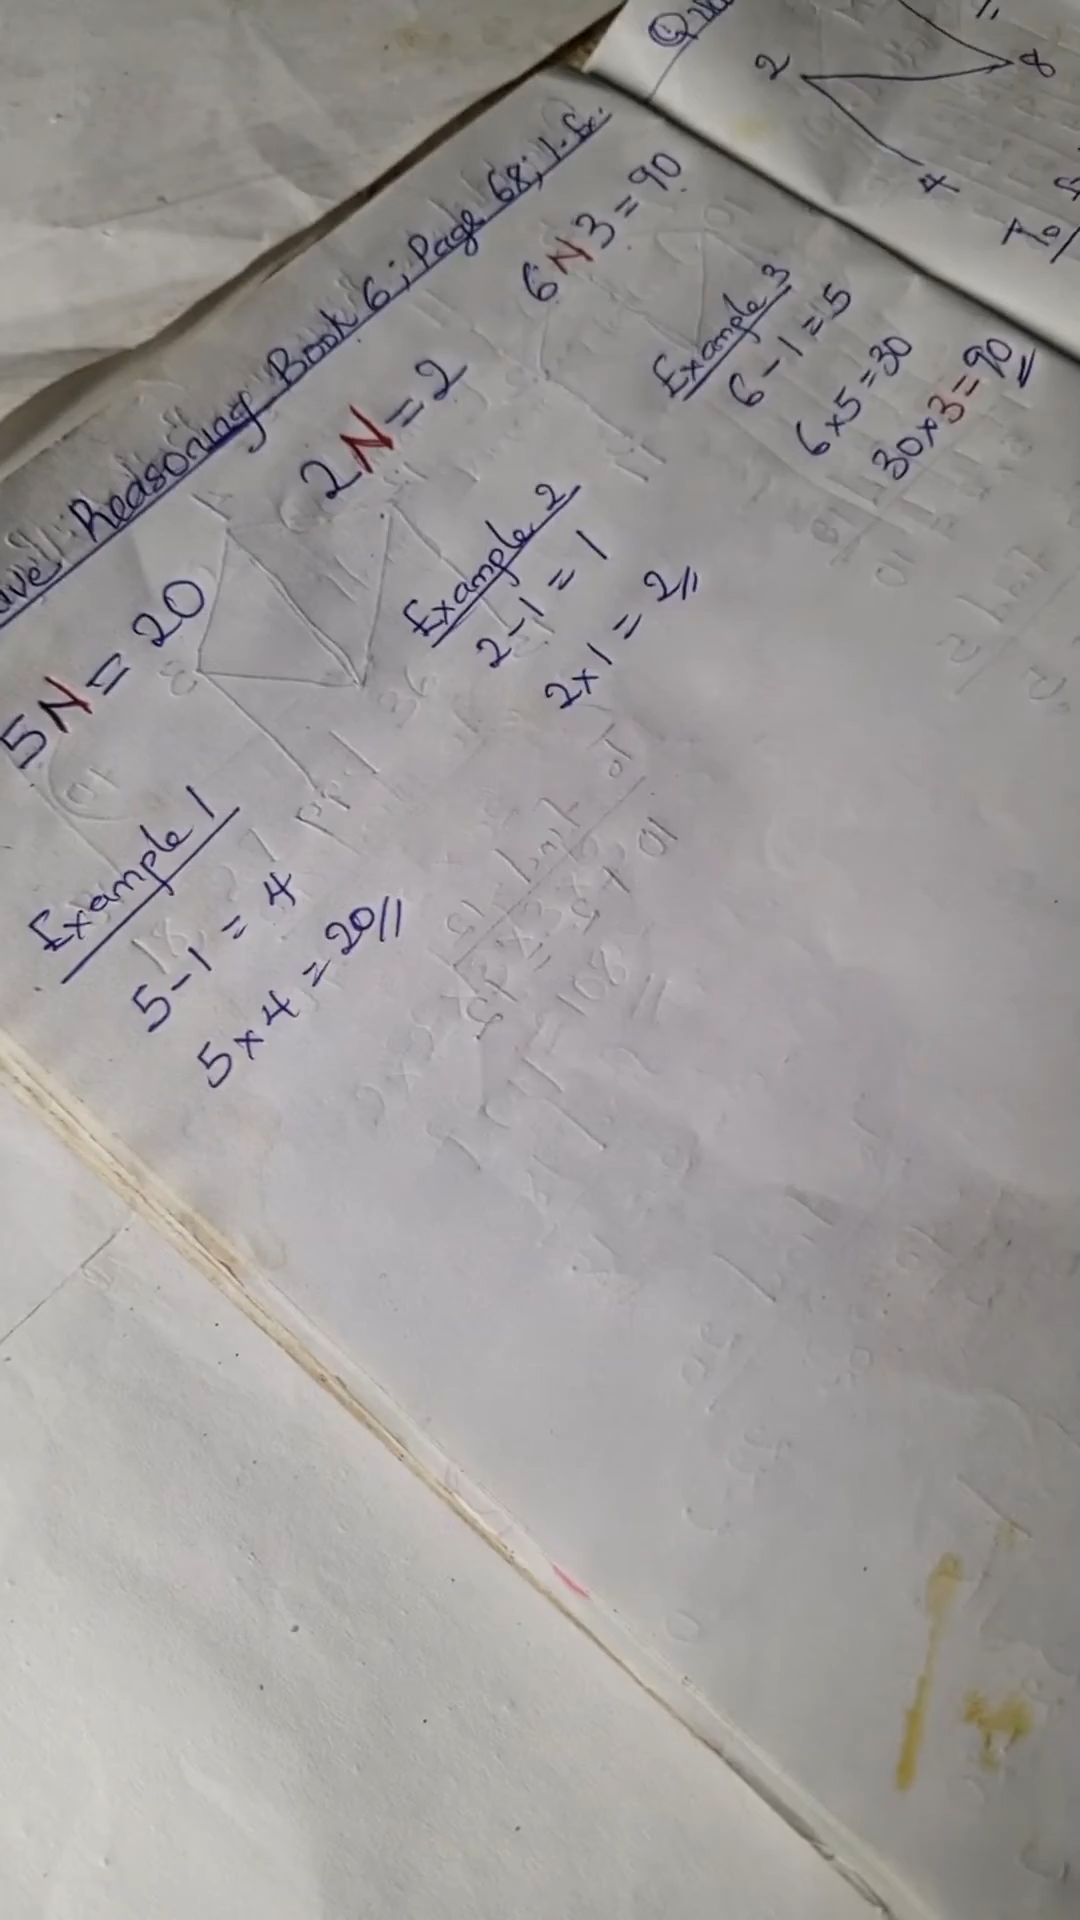 Reasoning Book 6; Page 68; 1-6.
5N = 20
2N = 2
6N3 = 90
Example 1
5-1 = 4
5×4 = 20
Example 2
2-1 = 1
2×1 = 2
Example 3
6-1 = 5
6×5 = 30
30×3 = 90
2
8
4